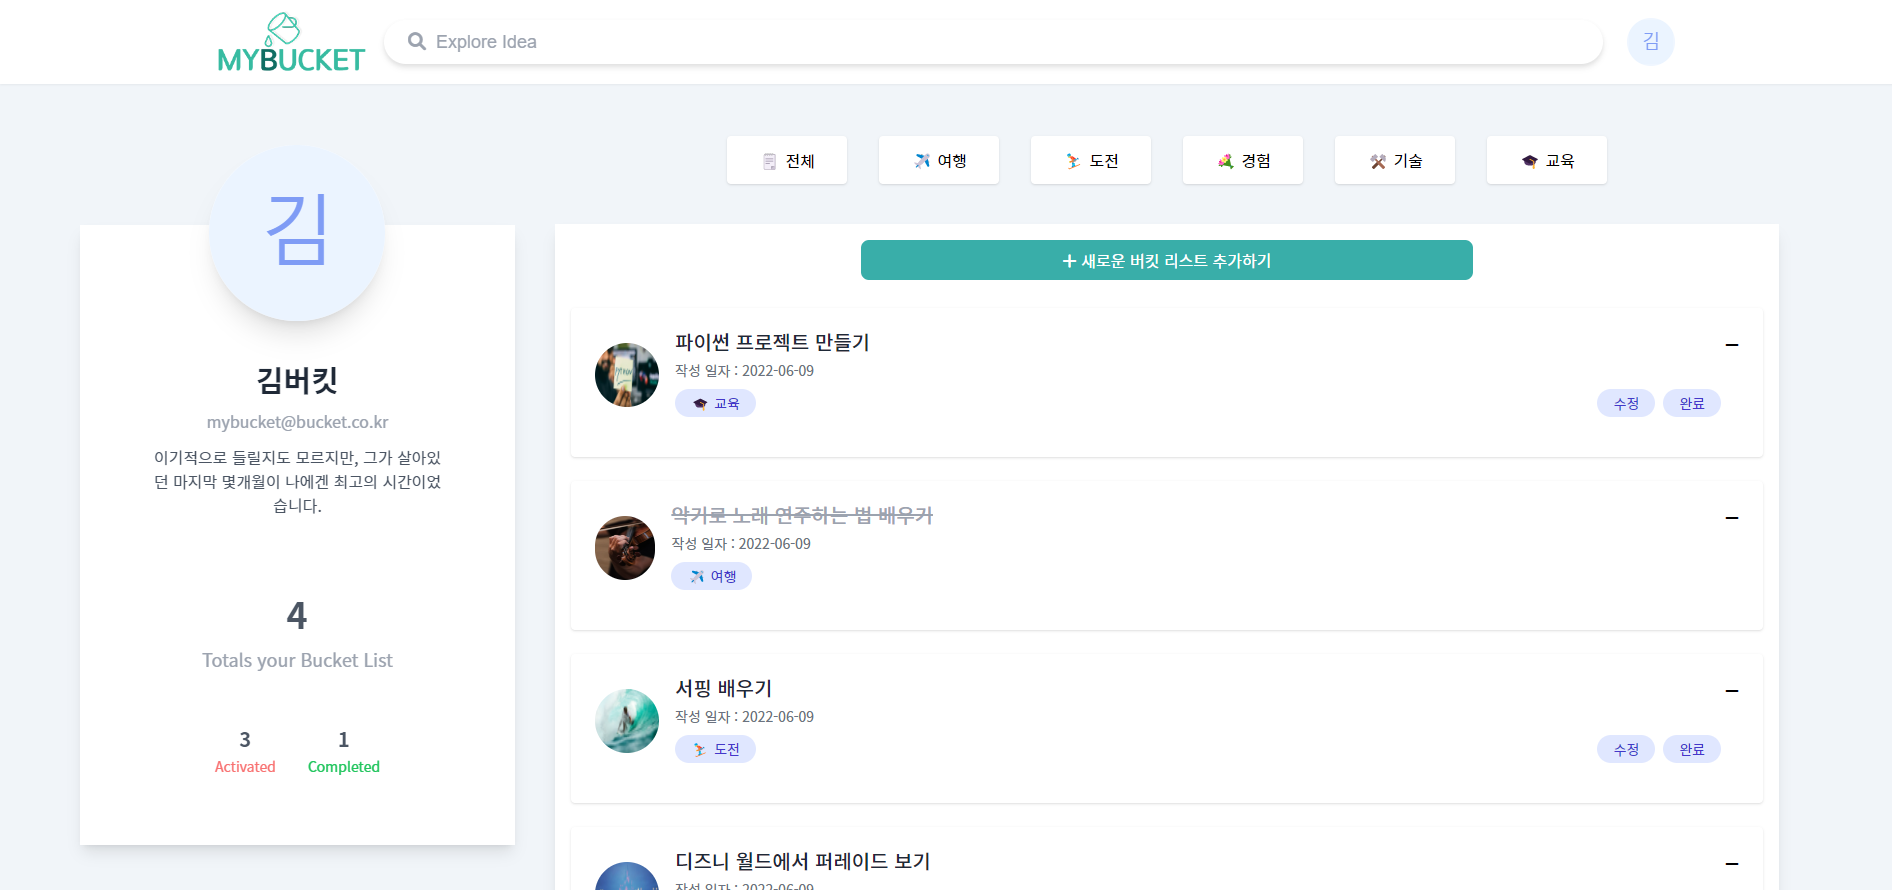 MYBUCKET
Explore Idea
김
전체
여행
도전
경험
기술
교육
김
김버킷
mybucket@bucket.co.kr
이기적으로 들릴지도 모르지만, 그가 살아있
던 마지막 몇개월이 나에겐 최고의 시간이었
습니다.
4
Totals your Bucket List
3
Activated
1
Completed
+ 새로운 버킷 리스트 추가하기
파이썬 프로젝트 만들기
작성 일자 : 2022-06-09
교육
수정
완료
악기로 노래 연주하는 법 배우기
작성 일자 : 2022-06-09
여행
서핑 배우기
작성 일자 : 2022-06-09
도전
수정
완료
디즈니 월드에서 퍼레이드 보기
작성 일자 : 2022-06-09